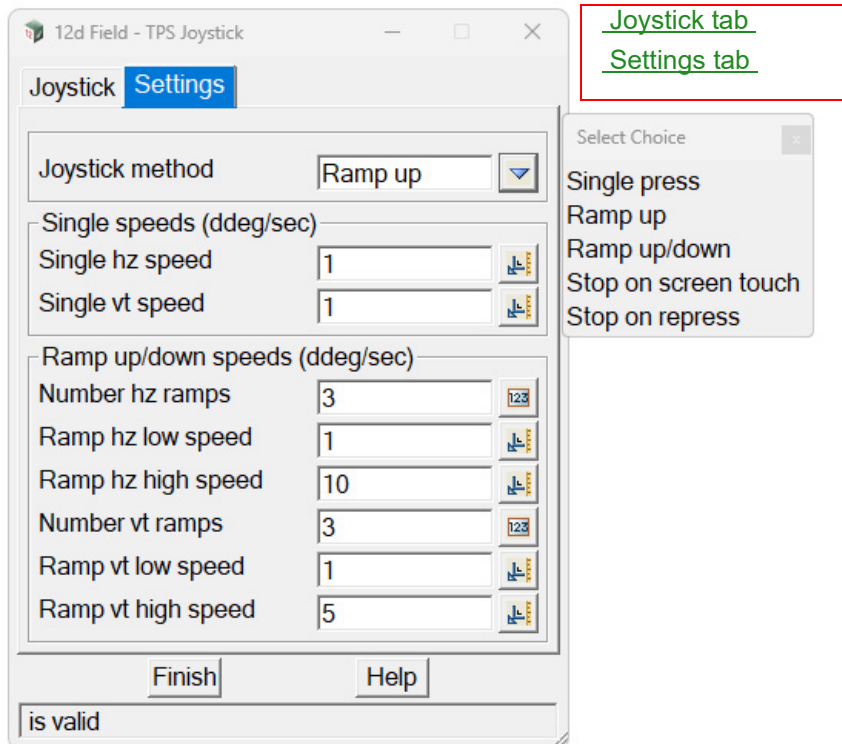 12d Field - TPS Joystick
Joystick Settings
Joystick method Ramp up
Single speeds (ddeg/sec)
Single hz speed 1
Single vt speed 1
Ramp up/down speeds (ddeg/sec)
Number hz ramps 3 123
Ramp hz low speed 1
Ramp hz high speed 10
Number vt ramps 3 123
Ramp vt low speed 1
Ramp vt high speed 5
Finish Help
is valid
Joystick tab
Settings tab
Select Choice x
Single press
Ramp up
Ramp up/down
Stop on screen touch
Stop on repress